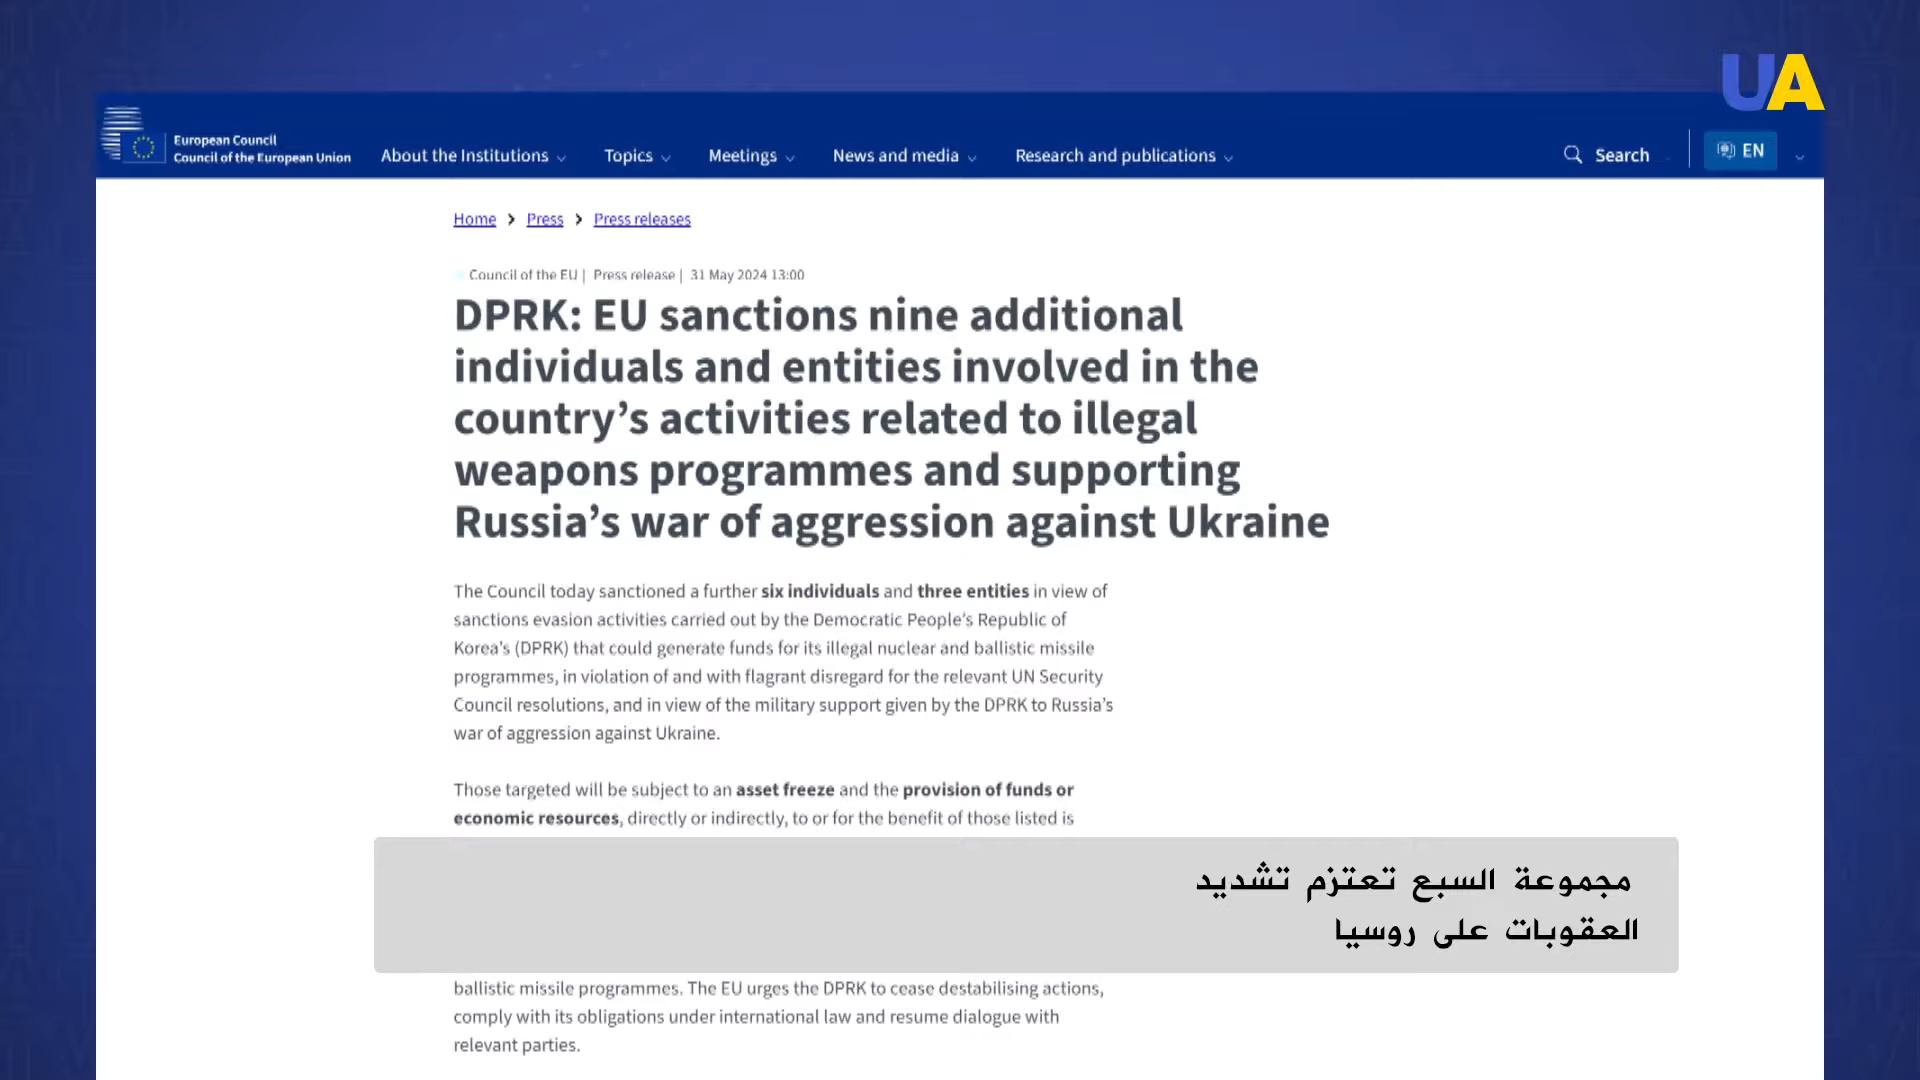 UA
European Council
Council of the European Union
About the Institutions
Topics
Meetings
News and media
Research and publications
Search
EN
Home > Press > Press releases
Council of the EU | Press release | 31 May 2024 13:00
DPRK: EU sanctions nine additional
individuals and entities involved in the
country’s activities related to illegal
weapons programmes and supporting
Russia’s war of aggression against Ukraine
The Council today sanctioned a further six individuals and three entities in view of
sanctions evasion activities carried out by the Democratic People’s Republic of
Korea’s (DPRK) that could generate funds for its illegal nuclear and ballistic missile
programmes, in violation of and with flagrant disregard for the relevant UN Security
Council resolutions, and in view of the military support given by the DPRK to Russia’s
war of aggression against Ukraine.
Those targeted will be subject to an asset freeze and the provision of funds or
economic resources, directly or indirectly, to or for the benefit of those listed is
مجموعة السبع تعتزم تشديد
العقوبات على روسيا
ballistic missile programmes. The EU urges the DPRK to cease destabilising actions,
comply with its obligations under international law and resume dialogue with
relevant parties.